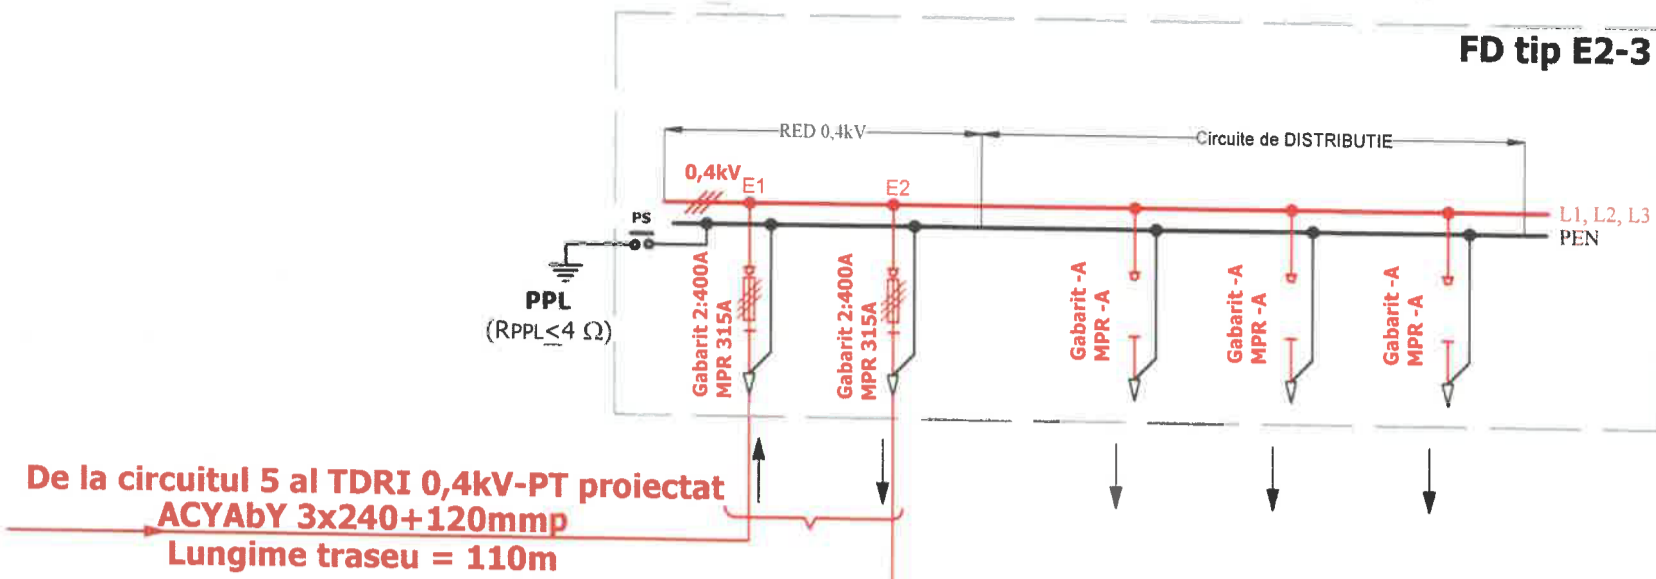 FD tip E2-3
RED 0,4kV
Circuite de DISTRIBUTIE
0,4kV
E1
E2
L1, L2, L3
PEN
PS
PPL
(RPPL≤4 Ω)
Gabarit 2:400A
MPR 315A
Gabarit 2:400A
MPR 315A
Gabarit -A
MPR -A
Gabarit -A
MPR -A
Gabarit -A
MPR -A
De la circuitul 5 al TDRI 0,4kV-PT proiectat
ACYAbY 3x240+120mmp
Lungime traseu = 110m